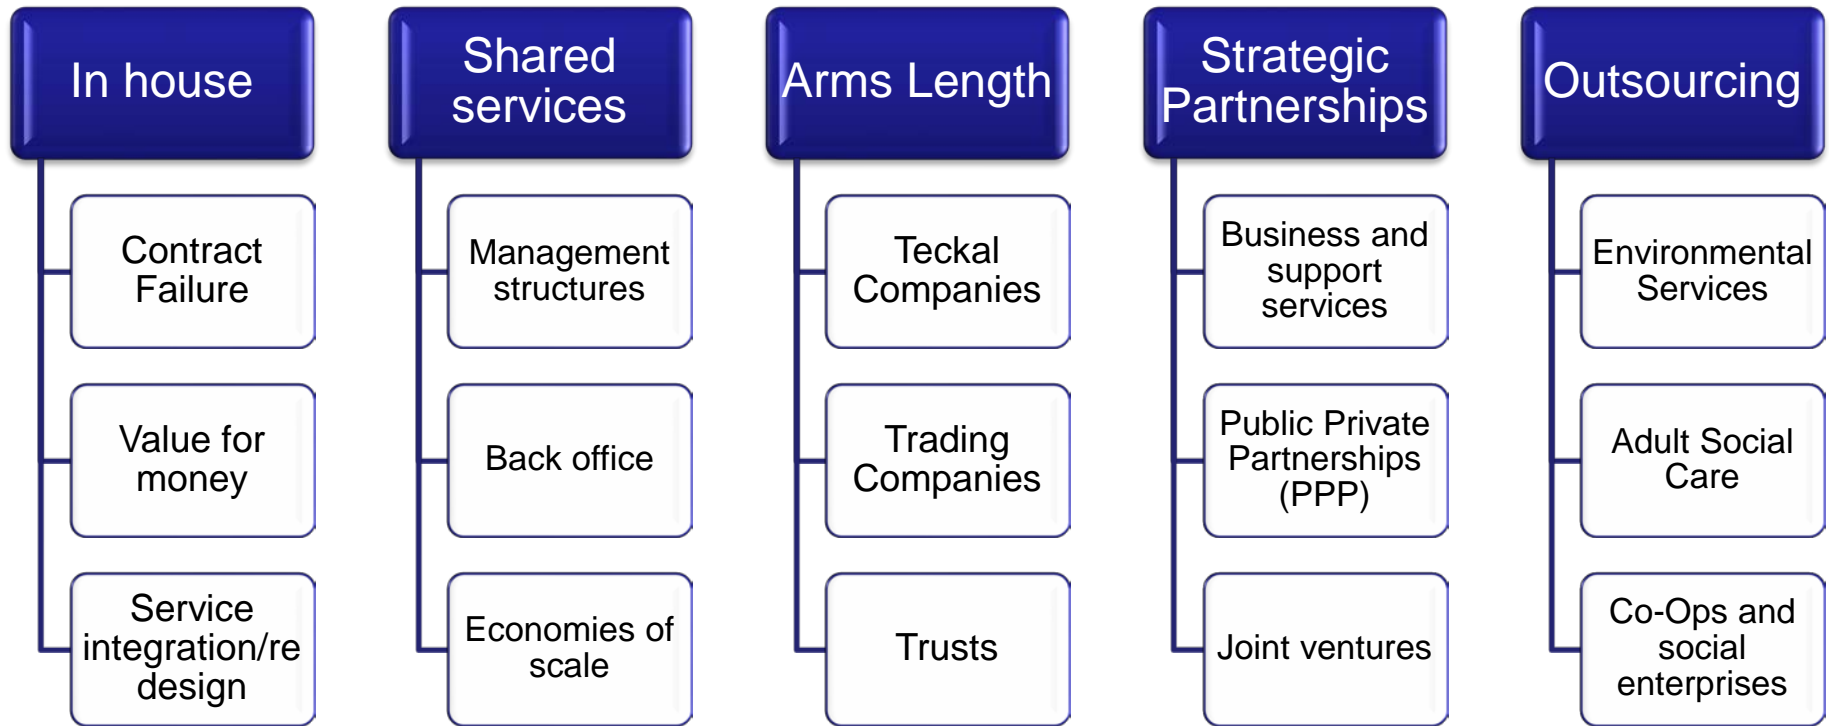 In house
Contract
Failure
Value for
money
Service
integration/re
design
Shared
services
Management
structures
Back office
Economies of
scale
Arms Length
Teckal
Companies
Trading
Companies
Trusts
Strategic
Partnerships
Business and
support
services
Public Private
Partnerships
(PPP)
Joint ventures
Outsourcing
Environmental
Services
Adult Social
Care
Co-Ops and
social
enterprises